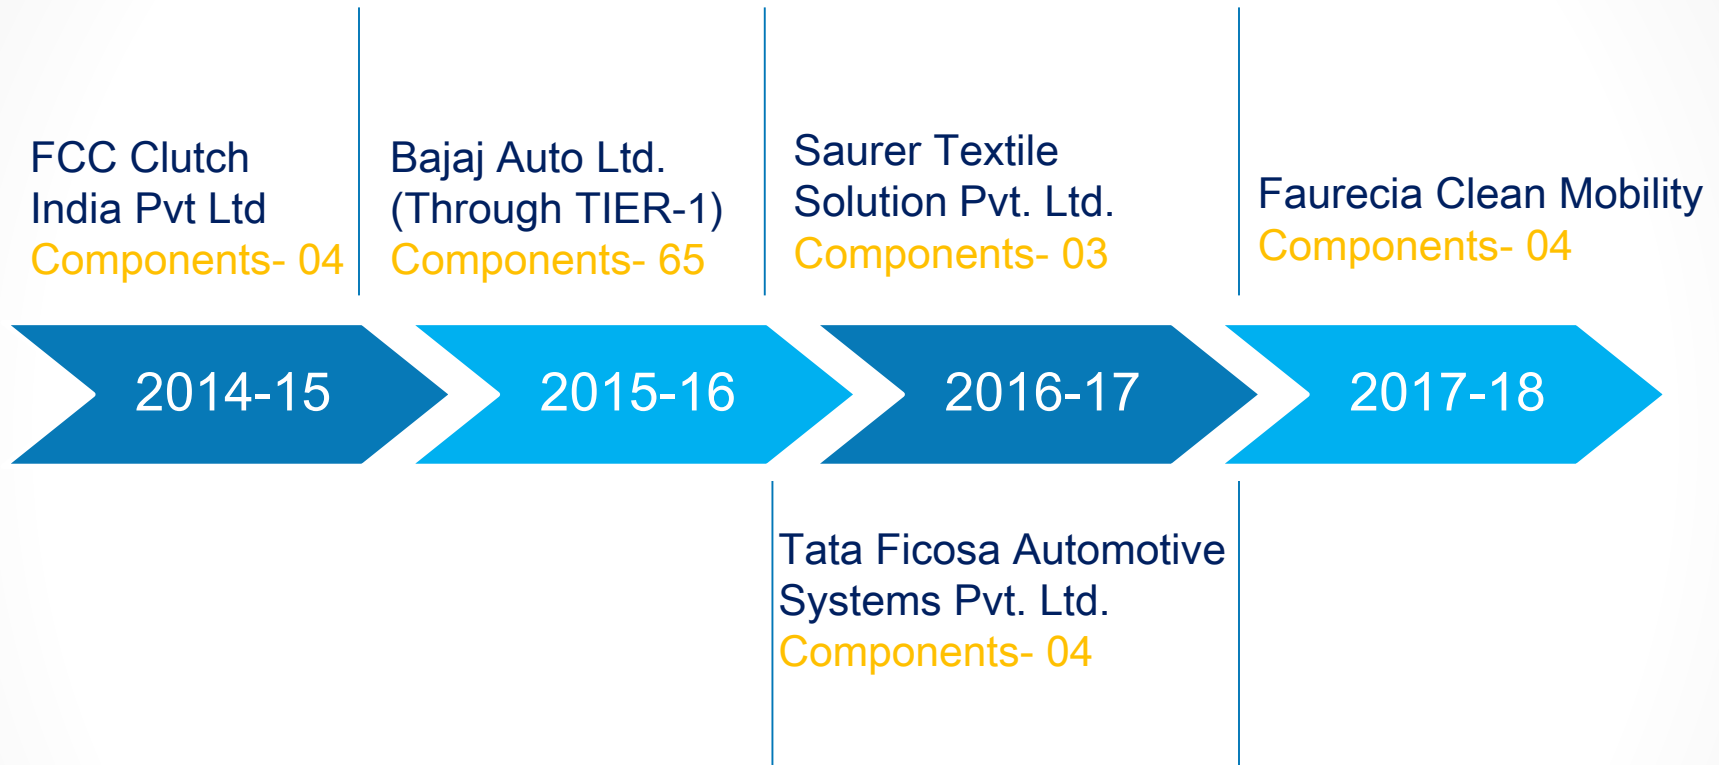 FCC Clutch
India Pvt Ltd
Components- 04
Bajaj Auto Ltd.
(Through TIER-1)
Components- 65
Saurer Textile
Solution Pvt. Ltd.
Components- 03
Faurecia Clean Mobility
Components- 04
2014-15
2015-16
2016-17
2017-18
Tata Ficosa Automotive
Systems Pvt. Ltd.
Components- 04